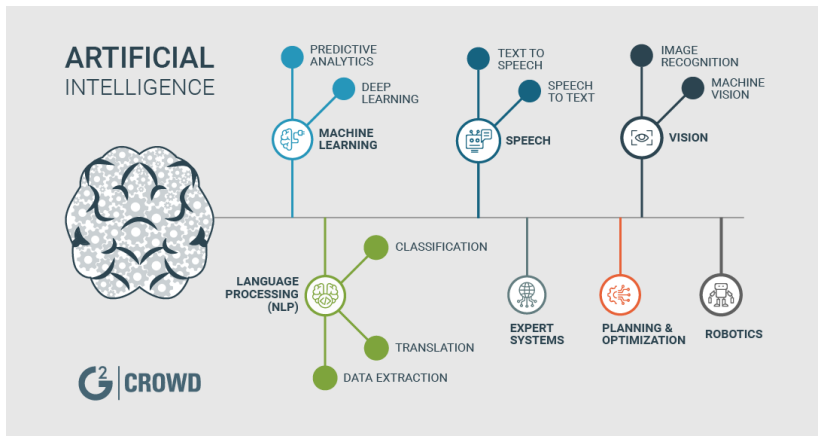 ARTIFICIAL
INTELLIGENCE
PREDICTIVE
ANALYTICS
DEEP
LEARNING
MACHINE
LEARNING
TEXT TO
SPEECH
SPEECH
TO TEXT
SPEECH
IMAGE
RECOGNITION
MACHINE
VISION
VISION
LANGUAGE
PROCESSING
(NLP)
CLASSIFICATION
TRANSLATION
DATA EXTRACTION
EXPERT
SYSTEMS
PLANNING &
OPTIMIZATION
ROBOTICS
G2 | CROWD